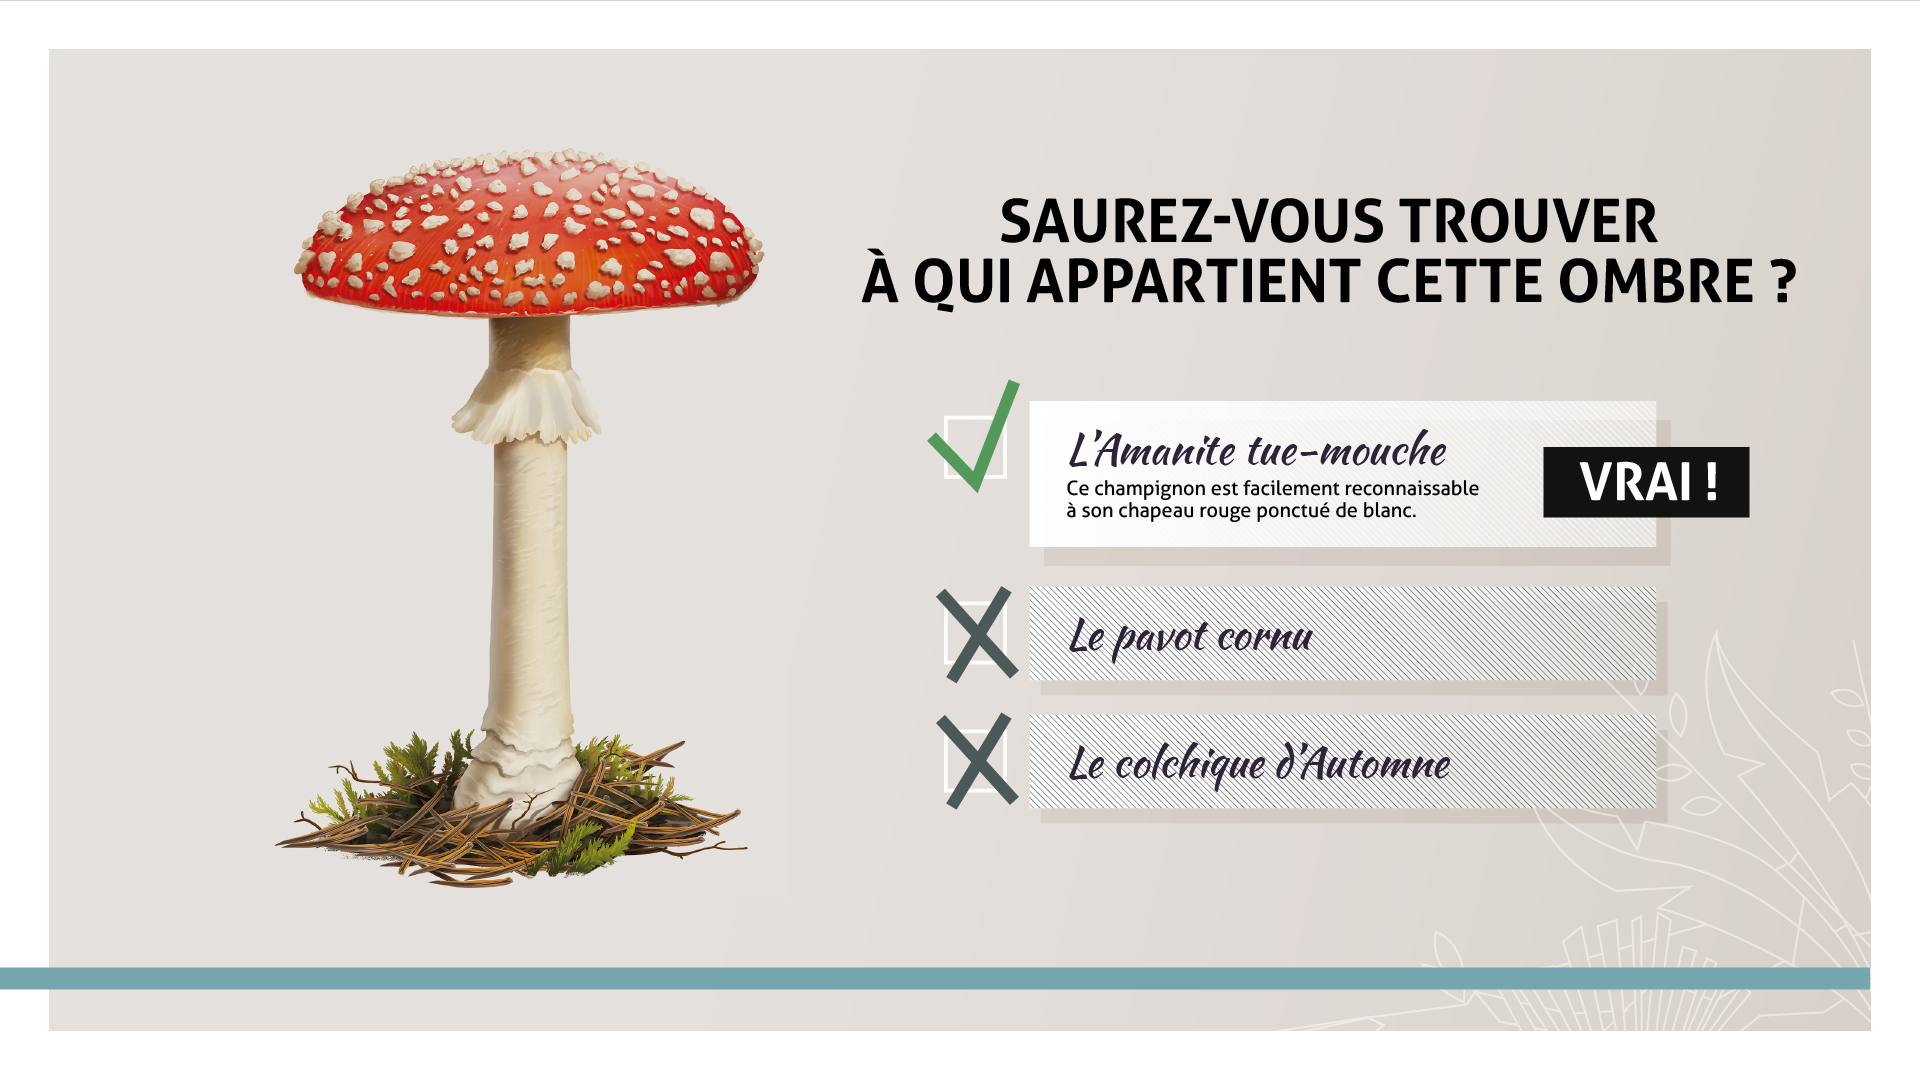 SAUREZ-VOUS TROUVER
À QUI APPARTIENT CETTE OMBRE ?
L'Amanite tue-mouche
Ce champignon est facilement reconnaissable
à son chapeau rouge ponctué de blanc.
VRAI !
Le pavot cornu
Le colchique d'Automne